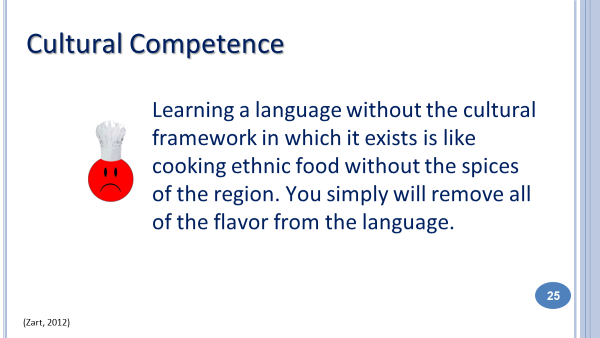 Cultural Competence
Learning a language without the cultural
framework in which it exists is like
cooking ethnic food without the spices
of the region. You simply will remove all
of the flavor from the language.
25
(Zart, 2012)